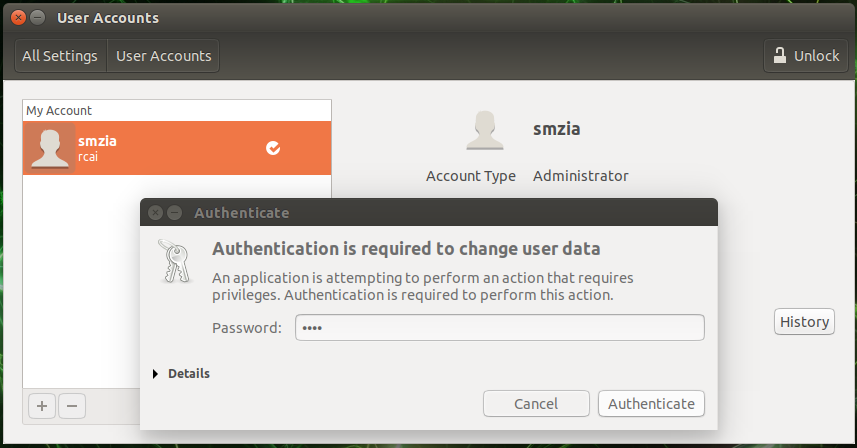 User Accounts
All Settings
User Accounts
Unlock
My Account
smzia
rcai
smzia
Account Type Administrator
Authenticate
Authentication is required to change user data
An application is attempting to perform an action that requires
privileges. Authentication is required to perform this action.
Password: ••••
Details
Cancel
Authenticate
History
+ −